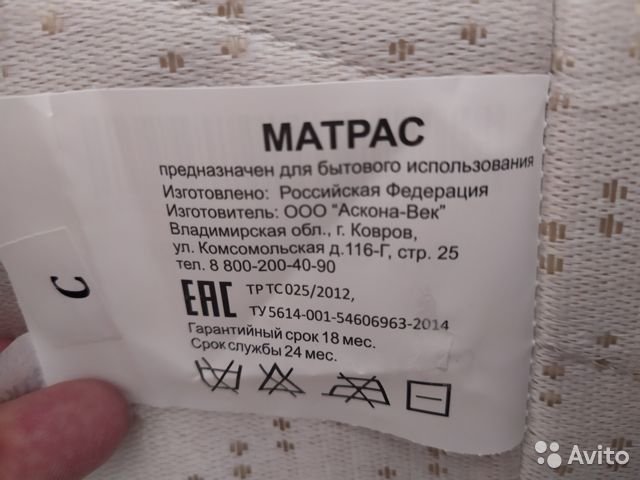 МАТРАС
предназначен для бытового использования
Изготовлено: Российская Федерация
Изготовитель: ООО "Аскона-Век"
Владимирская обл., г. Ковров,
ул. Комсомольская д.116-Г, стр. 25
тел. 8 800-200-40-90
ЕАС ТР ТС 025/2012,
ТУ 5614-001-54606963-2014
Гарантийный срок 18 мес.
Срок службы 24 мес.
С
Avito